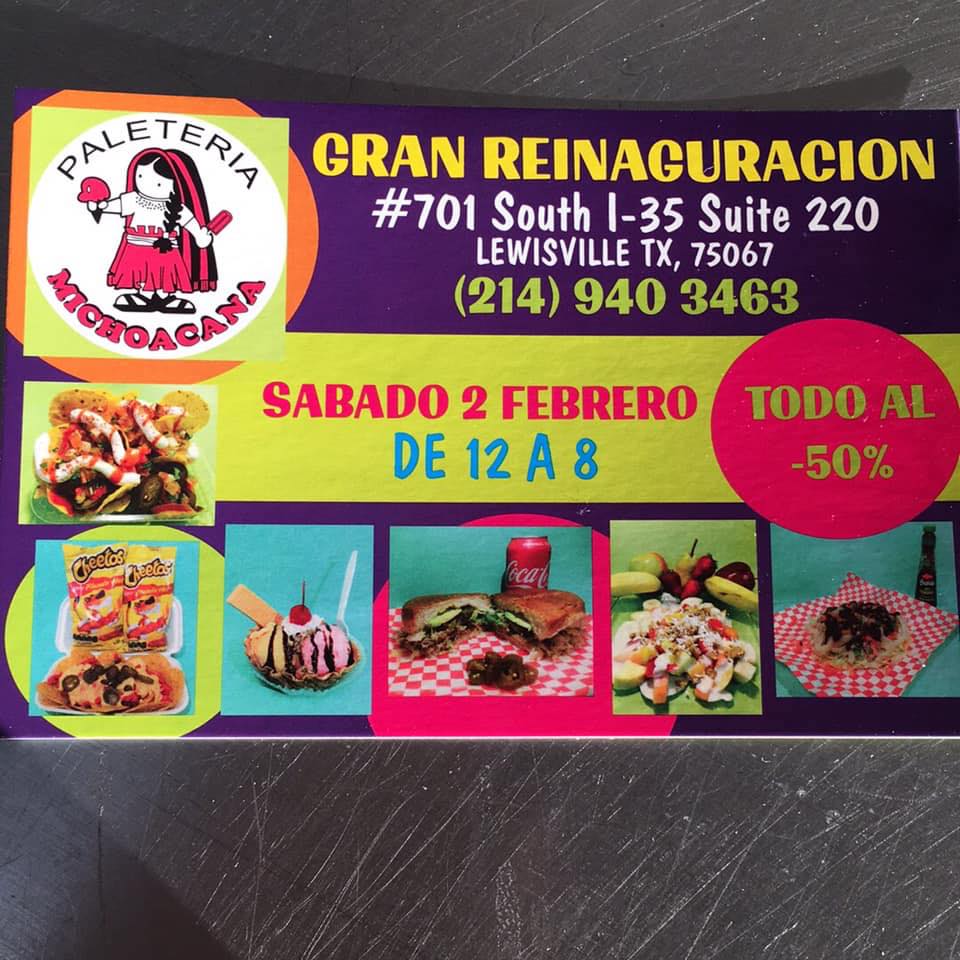 PALETERIA
MICHOACANA
GRAN REINAGURACION
#701 South I-35 Suite 220
LEWISVILLE TX, 75067
(214) 940 3463
SABADO 2 FEBRERO
DE 12 A 8
TODO AL
-50%
Cheetos
Cheetos
Coca-C